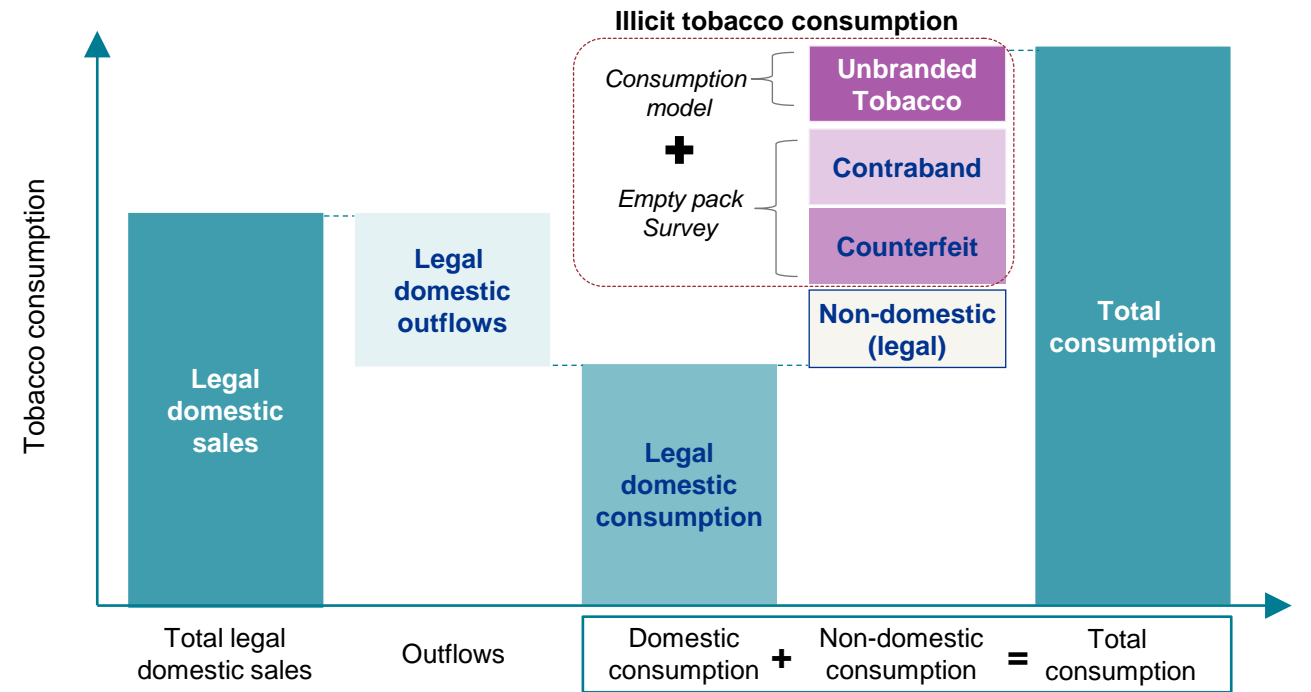 Illicit tobacco consumption
Tobacco consumption
Consumption
model
+
Empty pack
Survey
Unbranded
Tobacco
Contraband
Counterfeit
Non-domestic
(legal)
Legal
domestic
sales
Legal
domestic
outflows
Legal
domestic
consumption
Total
consumption
Total legal
domestic sales
Outflows
Domestic
consumption
+
Non-domestic
consumption
=
Total
consumption